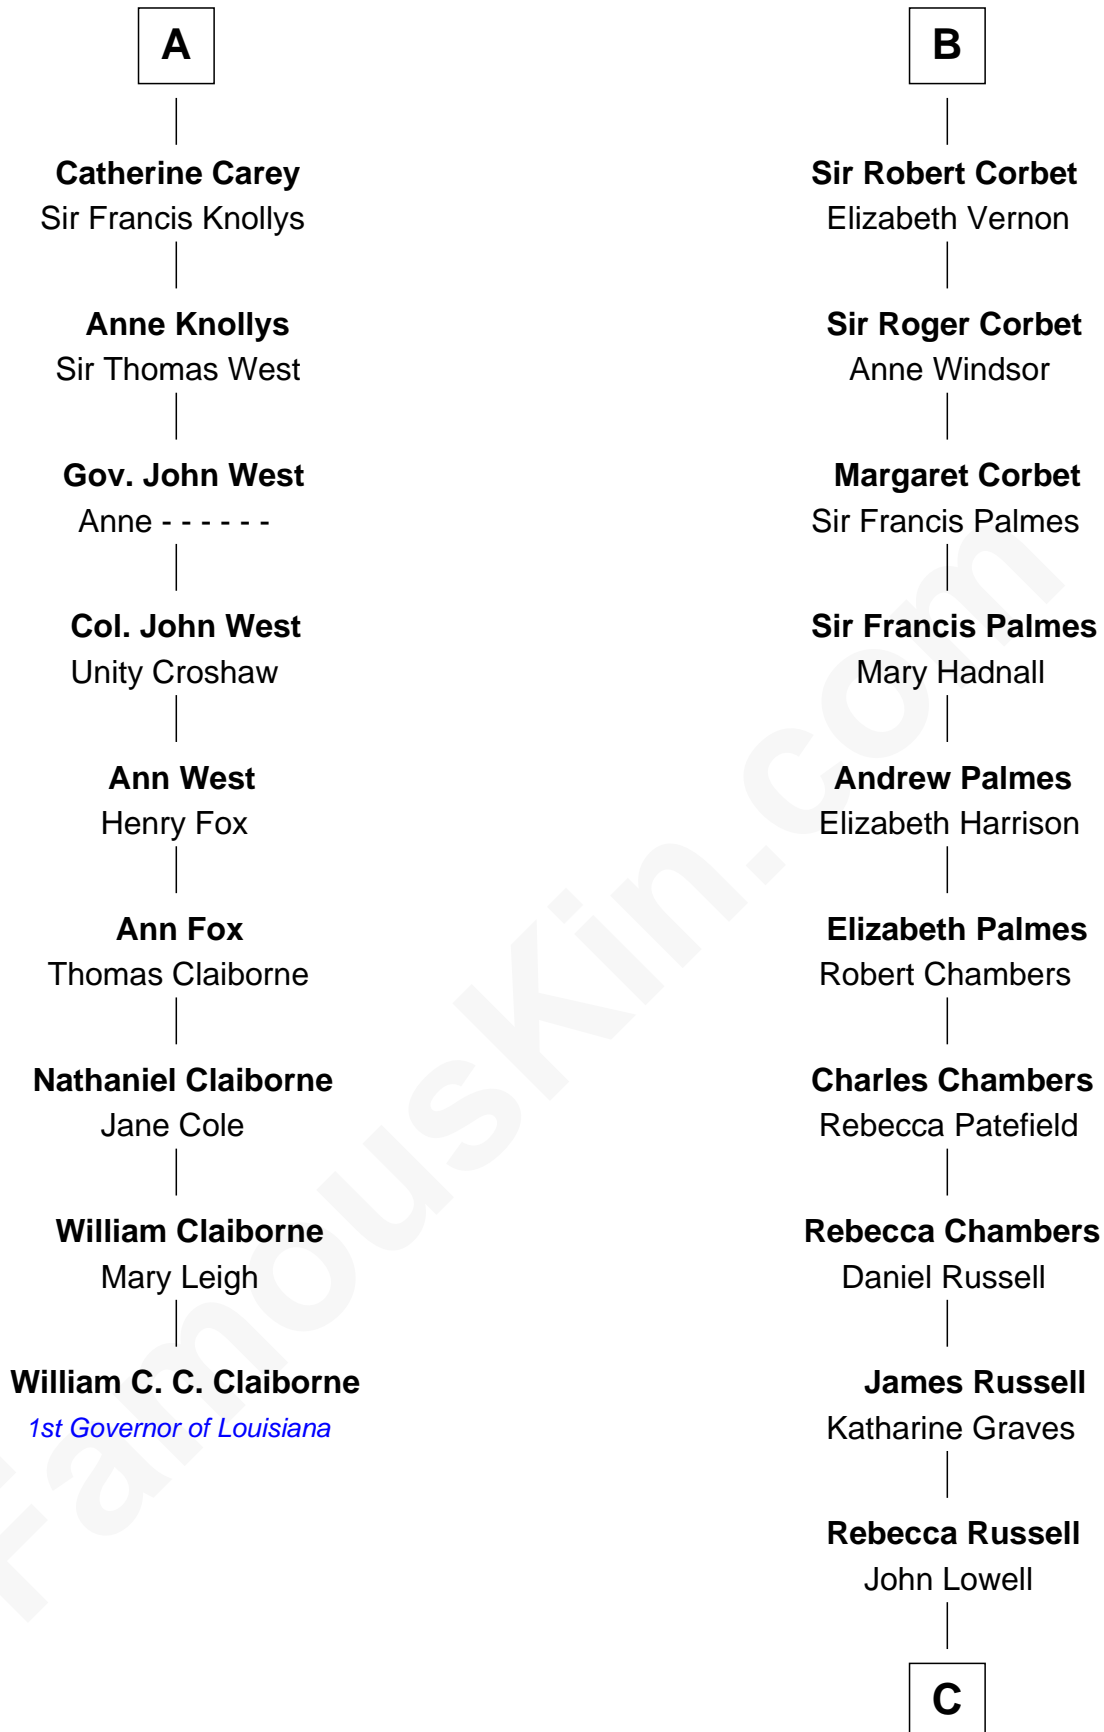 A
Catherine Carey
Sir Francis Knollys
Anne Knollys
Sir Thomas West
Gov. John West
Anne - - - - - -
Col. John West
Unity Croshaw
Ann West
Henry Fox
Ann Fox
Thomas Claiborne
Nathaniel Claiborne
Jane Cole
William Claiborne
Mary Leigh
William C. C. Claiborne
1st Governor of Louisiana
B
Sir Robert Corbet
Elizabeth Vernon
Sir Roger Corbet
Anne Windsor
Margaret Corbet
Sir Francis Palmes
Sir Francis Palmes
Mary Hadnall
Andrew Palmes
Elizabeth Harrison
Elizabeth Palmes
Robert Chambers
Charles Chambers
Rebecca Patefield
Rebecca Chambers
Daniel Russell
James Russell
Katharine Graves
Rebecca Russell
John Lowell
C
FamousKin.com